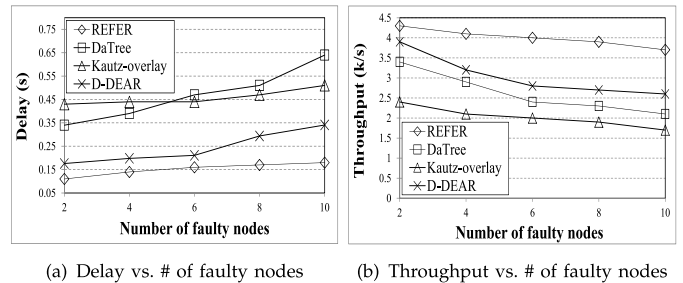 0.75
0.65
0.55
0.45
0.35
0.25
0.15
0.05
Delay (s)
REFER
DaTree
Kautz-overlay
D-DEAR
2 4 6 8 10
Number of faulty nodes
(a) Delay vs. # of faulty nodes
4.5
4
3.5
3
2.5
2
1.5
1
0.5
0
Throughput (k/s)
REFER
DaTree
Kautz-overlay
D-DEAR
2 4 6 8 10
Number of faulty nodes
(b) Throughput vs. # of faulty nodes